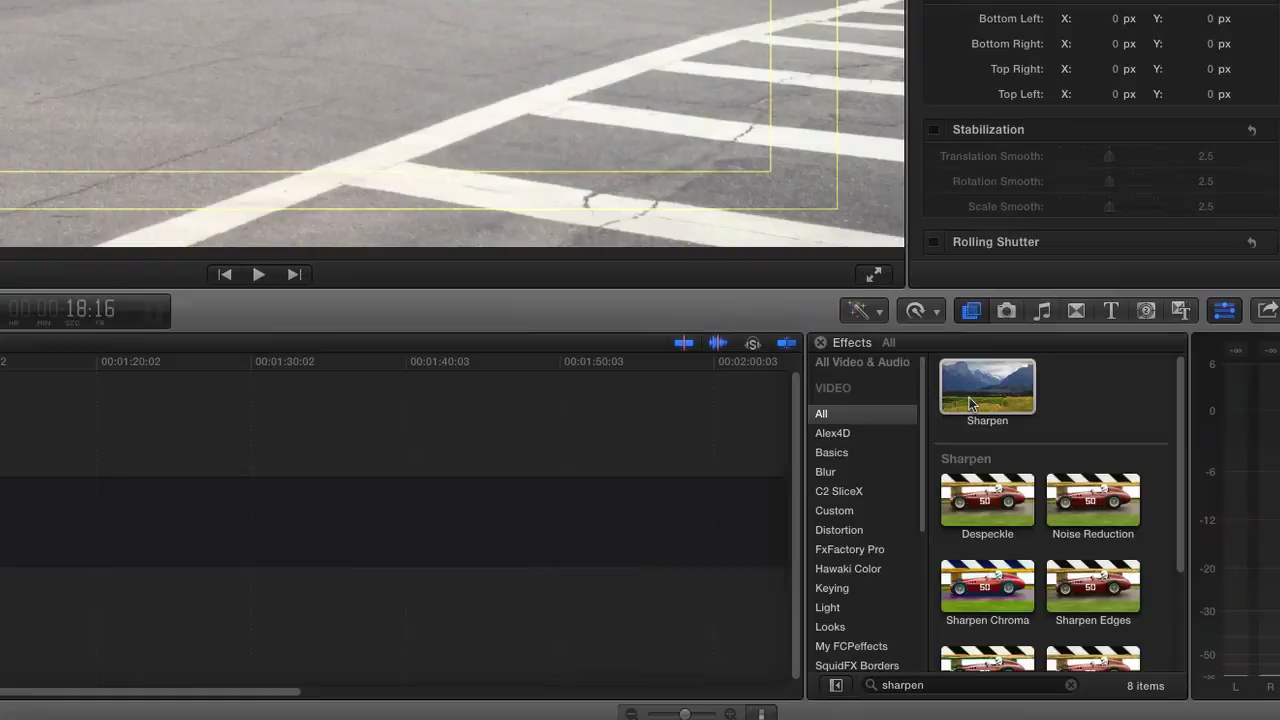 Bottom Left: X: 0 px Y: 0 px
Bottom Right: X: 0 px Y: 0 px
Top Right: X: 0 px Y: 0 px
Top Left: X: 0 px Y: 0 px
Stabilization
Translation Smooth: 2.5
Rotation Smooth: 2.5
Scale Smooth: 2.5
Rolling Shutter
00:00:18:16
HR MIN SEC FR
T
2 00:01:20:02 00:01:30:02 00:01:40:03 00:01:50:03 00:02:00:03
Effects All
All Video & Audio
VIDEO
All
Alex4D
Basics
Blur
C2 SliceX
Custom
Distortion
FxFactory Pro
Hawaki Color
Keying
Light
Looks
My FCPeffects
SquidFX Borders
Sharpen
Sharpen
50 50
Despeckle Noise Reduction
50 50
Sharpen Chroma Sharpen Edges
sharpen
8 items
-∞ -∞
6
0
-6
-12
-20
-30
-50
-∞
L R